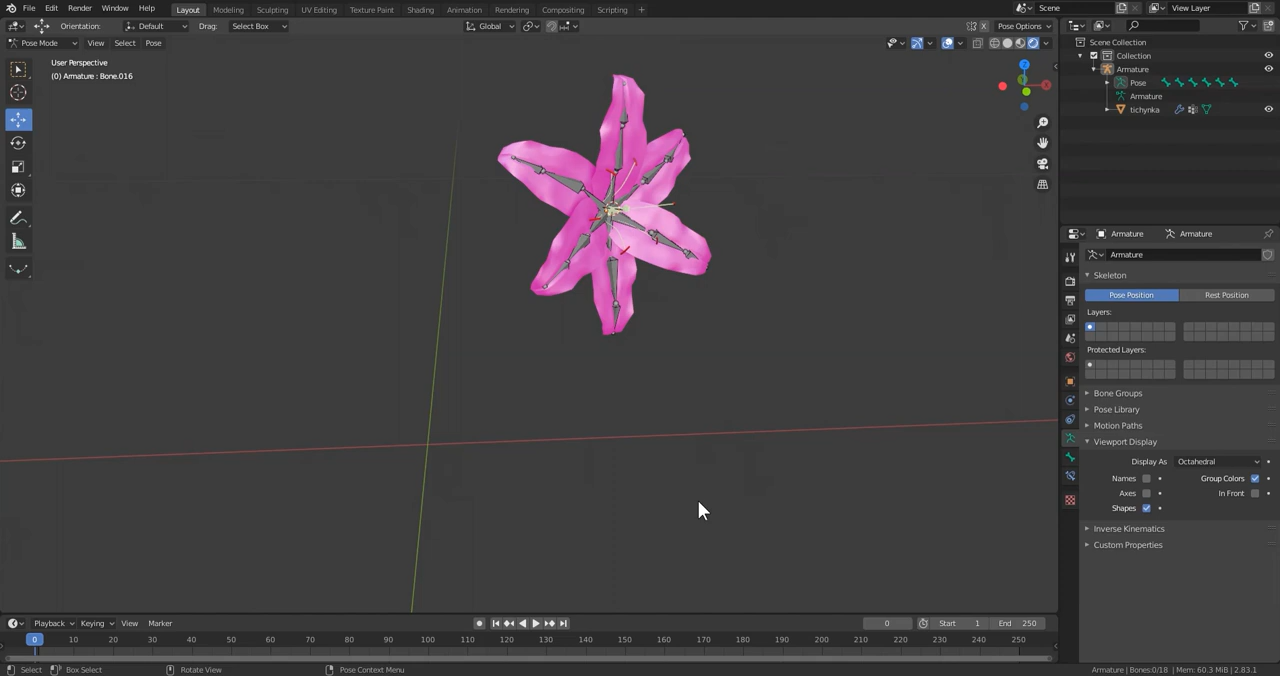 File Edit Render Window Help Layout Modeling Sculpting UV Editing Texture Paint Shading Animation Rendering Compositing Scripting + Scene View Layer
Orientation: Default Drag: Select Box Global Pose Options
Pose Mode View Select Pose
User Perspective
(0) Armature : Bone.016
Scene Collection
Collection
Armature
Pose
Armature
tichynka
Armature Armature
Armature
Skeleton
Pose Position Rest Position
Layers:
Protected Layers:
Bone Groups
Pose Library
Motion Paths
Viewport Display
Display As Octahedral
Names Group Colors
Axes In Front
Shapes
Inverse Kinematics
Custom Properties
Z
Playback Keying View Marker 0 Start 1 End 250
0 10 20 30 40 50 60 70 80 90 100 110 120 130 140 150 160 170 180 190 200 210 220 230 240 250
Select Box Select Rotate View Pose Context Menu Armature | Bones:0/18 | Mem: 60.3 MiB | 2.83.1